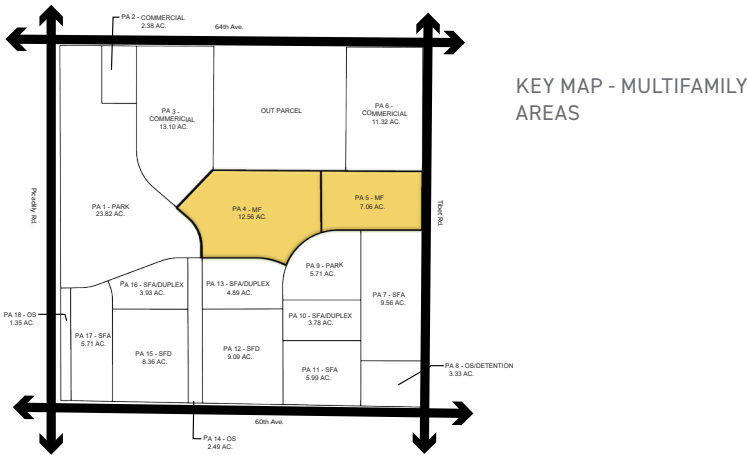 PA 2 - COMMERCIAL
2.38 AC.
64th Ave.
KEY MAP - MULTIFAMILY
AREAS
PA 3 -
COMMERICIAL
13.10 AC.
OUT PARCEL
PA 6 -
COMMERICIAL
11.32 AC.
PA 1 - PARK
23.82 AC.
PA 4 - MF
12.56 AC.
PA 5 - MF
7.06 AC.
Picadilly Rd.
Tibet Rd.
PA 9 - PARK
5.71 AC.
PA 16 - SFA/DUPLEX
3.93 AC.
PA 13 - SFA/DUPLEX
4.89 AC.
PA 7 - SFA
9.56 AC.
PA 18 - OS
1.35 AC.
PA 10 - SFA/DUPLEX
3.78 AC.
PA 17 - SFA
5.71 AC.
PA 15 - SFD
8.36 AC.
PA 12 - SFD
9.09 AC.
PA 11 - SFA
5.99 AC.
PA 8 - OS/DETENTION
3.33 AC.
60th Ave.
PA 14 - OS
2.49 AC.